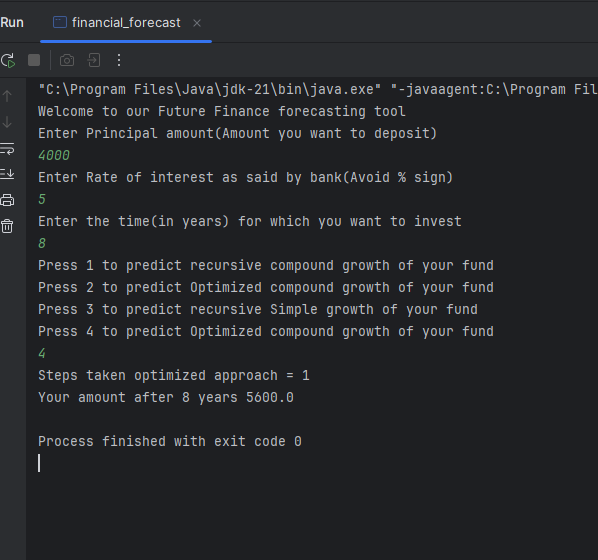 Run financial_forecast
"C:\Program Files\Java\jdk-21\bin\java.exe" "-javaagent:C:\Program Fil
Welcome to our Future Finance forecasting tool
Enter Principal amount(Amount you want to deposit)
4000
Enter Rate of interest as said by bank(Avoid % sign)
5
Enter the time(in years) for which you want to invest
8
Press 1 to predict recursive compound growth of your fund
Press 2 to predict Optimized compound growth of your fund
Press 3 to predict recursive Simple growth of your fund
Press 4 to predict Optimized compound growth of your fund
4
Steps taken optimized approach = 1
Your amount after 8 years 5600.0
Process finished with exit code 0